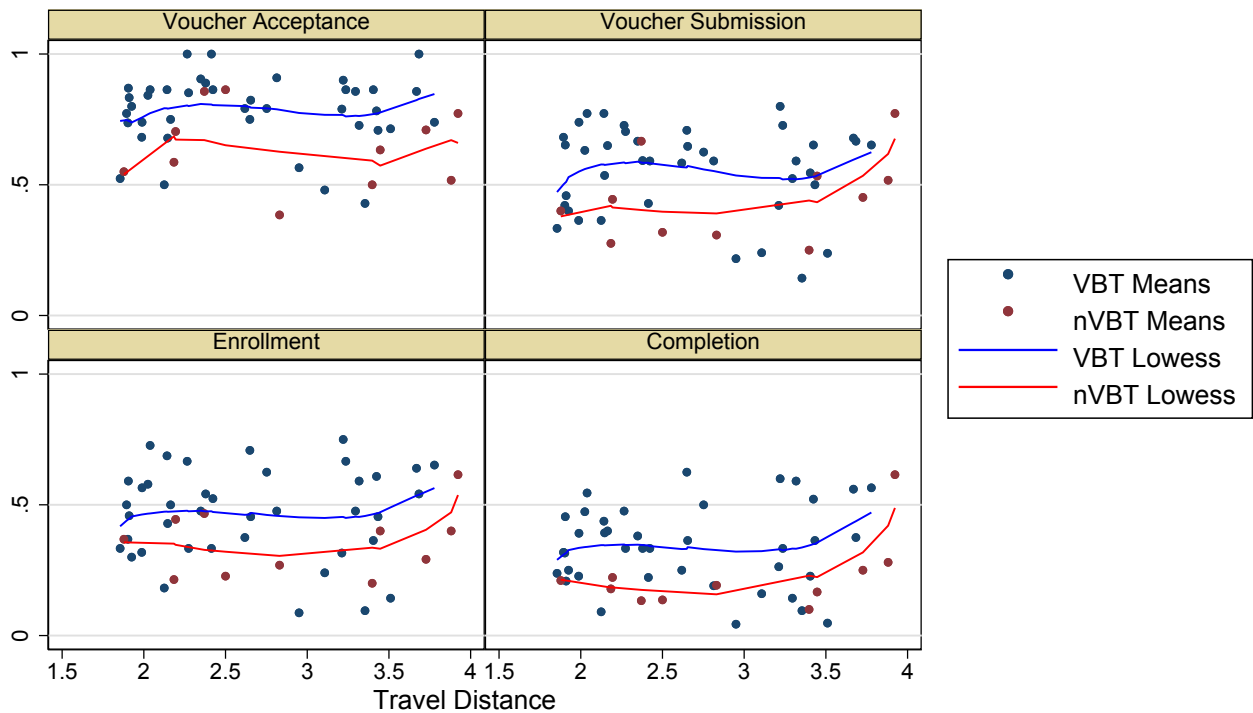 Voucher Acceptance
Voucher Submission
1
.5
0
Enrollment
Completion
1
.5
0
1.5 2 2.5 3 3.5 4
1.5 2 2.5 3 3.5 4
Travel Distance
VBT Means
nVBT Means
VBT Lowess
nVBT Lowess